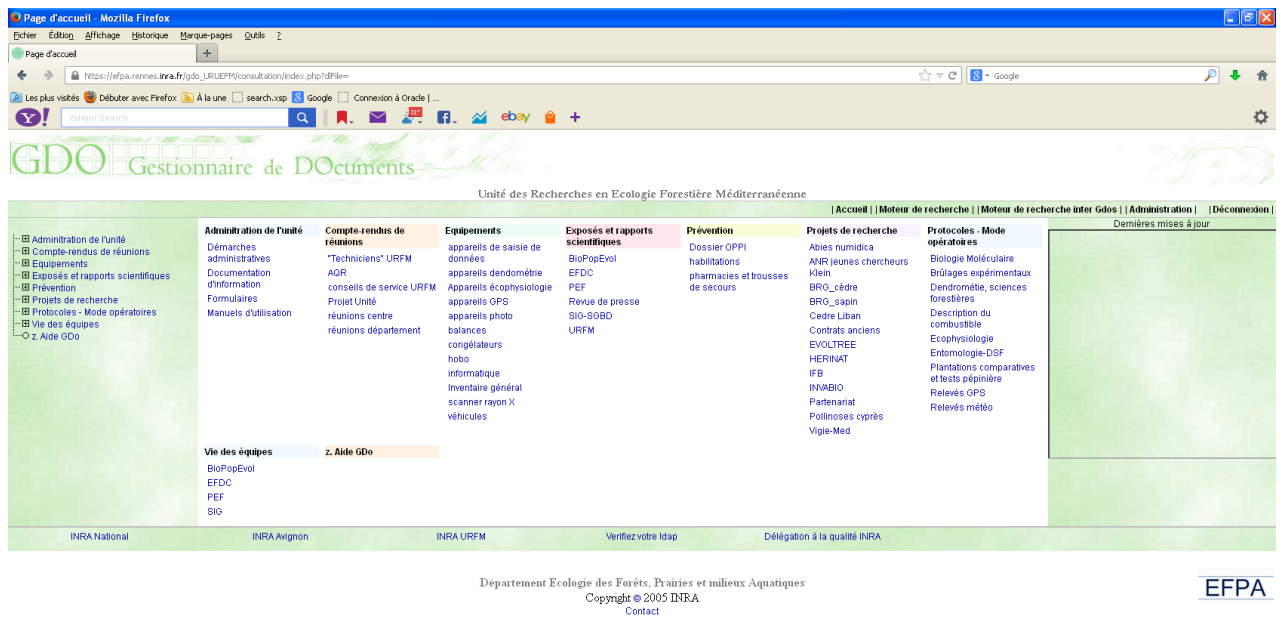 Page d'accueil - Mozilla Firefox
Fichier Édition Affichage Historique Marque-pages Outils ?
Page d'accueil
https://efpa.rennes.inra.fr/gdo_URUEFM/consultation/index.php?dlFile=
Google
Les plus visités Débuter avec Firefox À la une search.xsp Google Connexion à Oracle | ...
Yahoo! Search
ebay
GDO Gestionnaire de DOcuments
Unité des Recherches en Ecologie Forestière Méditerranéenne
| Accueil | | Moteur de recherche | | Moteur de recherche inter Gdos | | Administration | | Déconnexion |
Adminitration de l'unité
Compte-rendus de réunions
Equipements
Exposés et rapports scientifiques
Prévention
Projets de recherche
Protocoles - Mode opératoires
Vie des équipes
z. Aide GDo
Adminitration de l'unité
Démarches
administratives
Documentation
d'information
Formulaires
Manuels d'utilisation
Compte-rendus de
réunions
"Techniciens" URFM
AQR
conseils de service URFM
Projet Unité
réunions centre
réunions département
Equipements
appareils de saisie de
données
appareils dendométrie
Appareils écophysiologie
appareils GPS
appareils photo
balances
congélateurs
hobo
informatique
Inventaire général
scanner rayon X
véhicules
Exposés et rapports
scientifiques
BioPopEvol
EFDC
PEF
Revue de presse
SIG-SGBD
URFM
Prévention
Dossier OPPI
habilitations
pharmacies et trousses
de secours
Projets de recherche
Abies numidica
ANR jeunes chercheurs
Klein
BRG_cèdre
BRG_sapin
Cedre Liban
Contrats anciens
EVOLTREE
HERINAT
IFB
INVABIO
Partenariat
Pollinoses cyprès
Vigie-Med
Protocoles - Mode
opératoires
Biologie Moléculaire
Brûlages expérimentaux
Dendrométie, sciences
forestières
Description du
combustible
Ecophysiologie
Entomologie-DSF
Plantations comparatives
et tests pépinière
Relevés GPS
Relevés météo
Dernières mises à jour
Vie des équipes
BioPopEvol
EFDC
PEF
SIG
z. Aide GDo
INRA National INRA Avignon INRA URFM Verifiez votre ldap Délégation à la qualité INRA
Département Ecologie des Forêts, Prairies et milieux Aquatiques
Copyright © 2005 INRA
Contact
EFPA